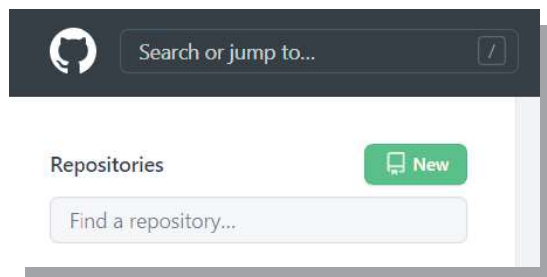 Search or jump to... /
Repositories New
Find a repository...